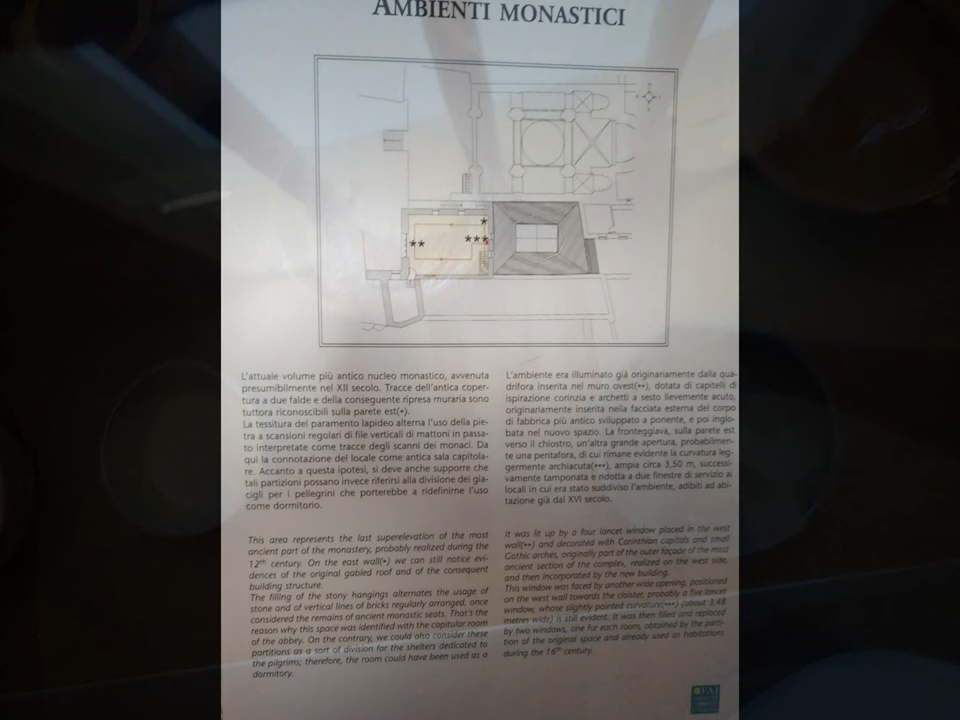 AMBIENTI MONASTICI
*
**
***
L'attuale volume più antico nucleo monastico, avvenuta
presumibilmente nel XII secolo. Tracce dell'antica coper-
tura a due falde e della conseguente ripresa muraria sono
tuttora riconoscibili sulla parete est(•).
La tessitura del paramento lapideo alterna l'uso della pie-
tra a scansioni regolari di file verticali di mattoni in passa-
to interpretate come tracce degli scanni dei monaci. Da
qui la connotazione del locale come antica sala capitola-
re. Accanto a questa ipotesi, si deve anche supporre che
tali partizioni possano invece riferirsi alla divisione dei gia-
cigli per i pellegrini che porterebbe a ridefinirne l'uso
come dormitorio.
L'ambiente era illuminato già originariamente dalla qua-
drifora inserita nel muro ovest(••), dotata di capitelli di
ispirazione corinzia e archetti a sesto lievemente acuto,
originariamente inserita nella facciata esterna del corpo
di fabbrica più antico sviluppato a ponente, e poi inglo-
bata nel nuovo spazio. La fronteggiava, sulla parete est
verso il chiostro, un'altra grande apertura, probabilmen-
te una pentafora, di cui rimane evidente la curvatura leg-
germente archiacuta(•••), ampia circa 3,50 m, successi-
vamente tamponata e ridotta a due finestre di servizio ai
locali in cui era stato suddiviso l'ambiente, adibiti ad abi-
tazione già dal XVI secolo.
This area represents the last superelevation of the most
ancient part of the monastery, probably realized during the
12th century. On the east wall(•) we can still notice evi-
dences of the original gabled roof and of the consequent
building structure.
The filling of the stony hangings alternates the usage of
stone and of vertical lines of bricks regularly arranged, once
considered the remains of ancient monastic seats. That's the
reason why this space was identified with the capitular room
of the abbey. On the contrary, we could also consider these
partitions as a sort of division for the shelters dedicated to
the pilgrims; therefore, the room could have been used as a
dormitory.
It was lit up by a four lancet window placed in the west
wall(••) and decorated with Corinthian capitals and small
Gothic arches, originally part of the outer façade of the most
ancient section of the complex, realized on the west side,
and then incorporated by the new building.
This window was faced by another wide opening, positioned
on the west wall towards the cloister, probably a five lancet
window, whose slightly pointed curvature(•••) (about 3,48
metres wide) is still evident. It was then filled and replaced
by two windows, one for each room, obtained by the parti-
tion of the original space and already used as habitations
during the 16th century.
FAI